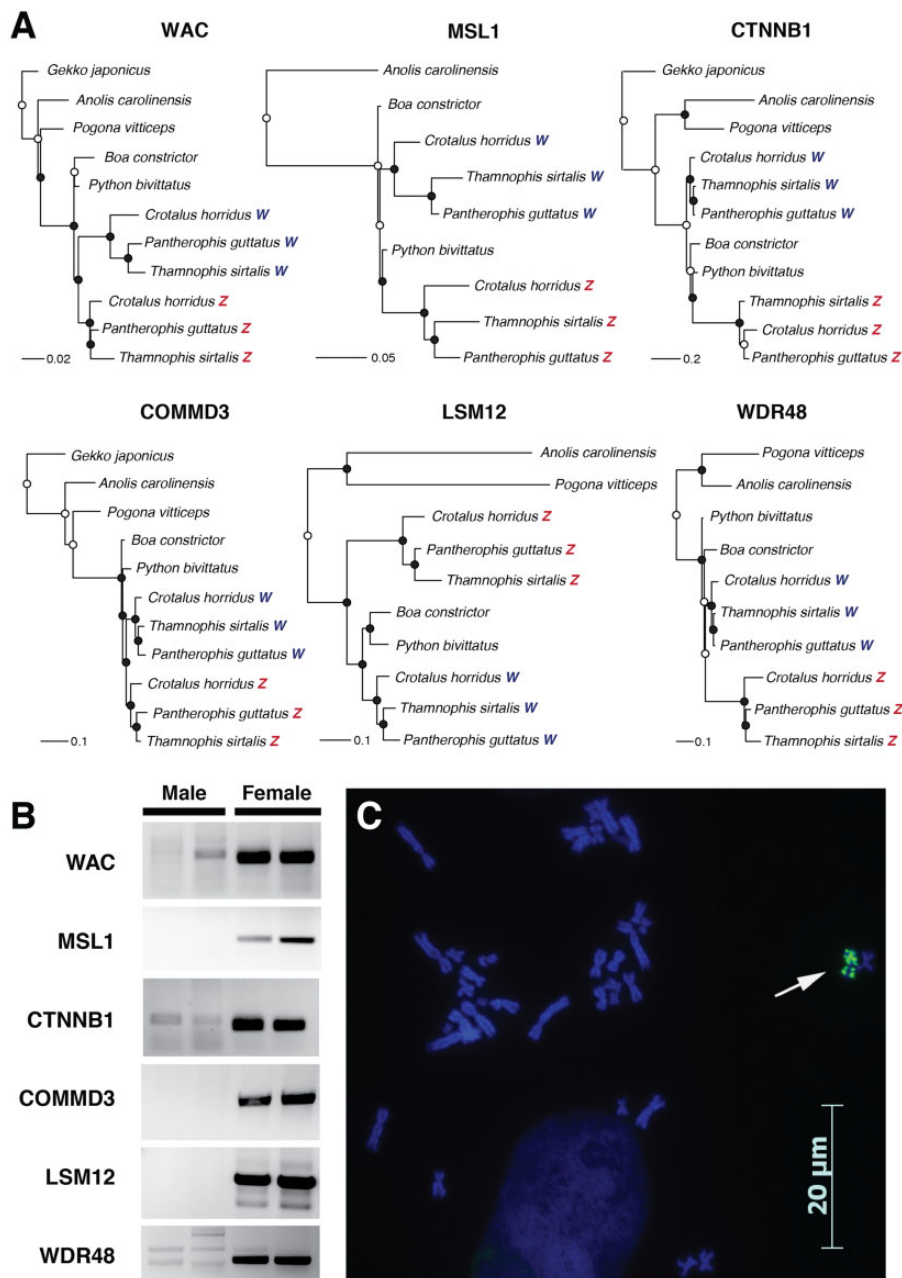 A
WAC
Gekko japonicus
Anolis carolinensis
Pogona vitticeps
Boa constrictor
Python bivittatus
Crotalus horridus W
Pantherophis guttatus W
Thamnophis sirtalis W
Crotalus horridus Z
Pantherophis guttatus Z
Thamnophis sirtalis Z
0.02
MSL1
Anolis carolinensis
Boa constrictor
Crotalus horridus W
Thamnophis sirtalis W
Pantherophis guttatus W
Python bivittatus
Crotalus horridus Z
Thamnophis sirtalis Z
Pantherophis guttatus Z
0.05
CTNNB1
Gekko japonicus
Anolis carolinensis
Pogona vitticeps
Crotalus horridus W
Thamnophis sirtalis W
Pantherophis guttatus W
Boa constrictor
Python bivittatus
Thamnophis sirtalis Z
Crotalus horridus Z
Pantherophis guttatus Z
0.2
COMMD3
Gekko japonicus
Anolis carolinensis
Pogona vitticeps
Boa constrictor
Python bivittatus
Crotalus horridus W
Thamnophis sirtalis W
Pantherophis guttatus W
Crotalus horridus Z
Pantherophis guttatus Z
Thamnophis sirtalis Z
0.1
LSM12
Anolis carolinensis
Pogona vitticeps
Crotalus horridus Z
Pantherophis guttatus Z
Thamnophis sirtalis Z
Boa constrictor
Python bivittatus
Crotalus horridus W
Thamnophis sirtalis W
Pantherophis guttatus W
0.1
WDR48
Pogona vitticeps
Anolis carolinensis
Python bivittatus
Boa constrictor
Crotalus horridus W
Thamnophis sirtalis W
Pantherophis guttatus W
Crotalus horridus Z
Pantherophis guttatus Z
Thamnophis sirtalis Z
0.1
B
Male Female
WAC
MSL1
CTNNB1
COMMD3
LSM12
WDR48
C
20 µm